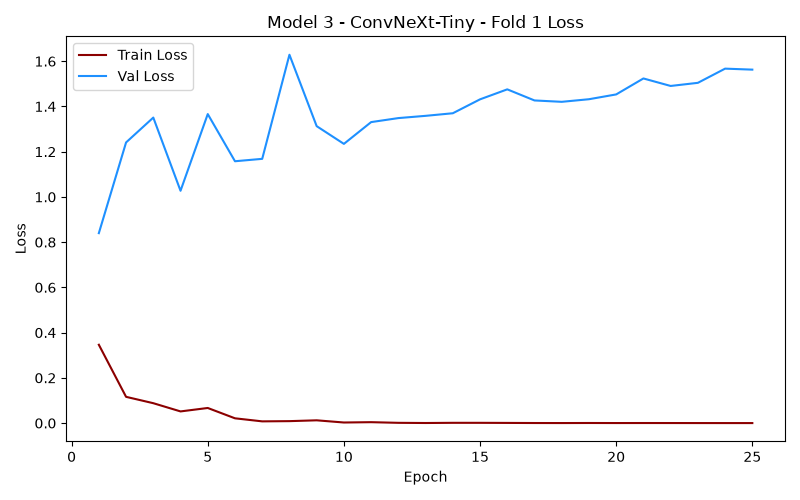 Model 3 - ConvNeXt-Tiny - Fold 1 Loss
Train Loss
Val Loss
1.6
1.4
1.2
1.0
0.8
0.6
0.4
0.2
0.0
Loss
0 5 10 15 20 25
Epoch